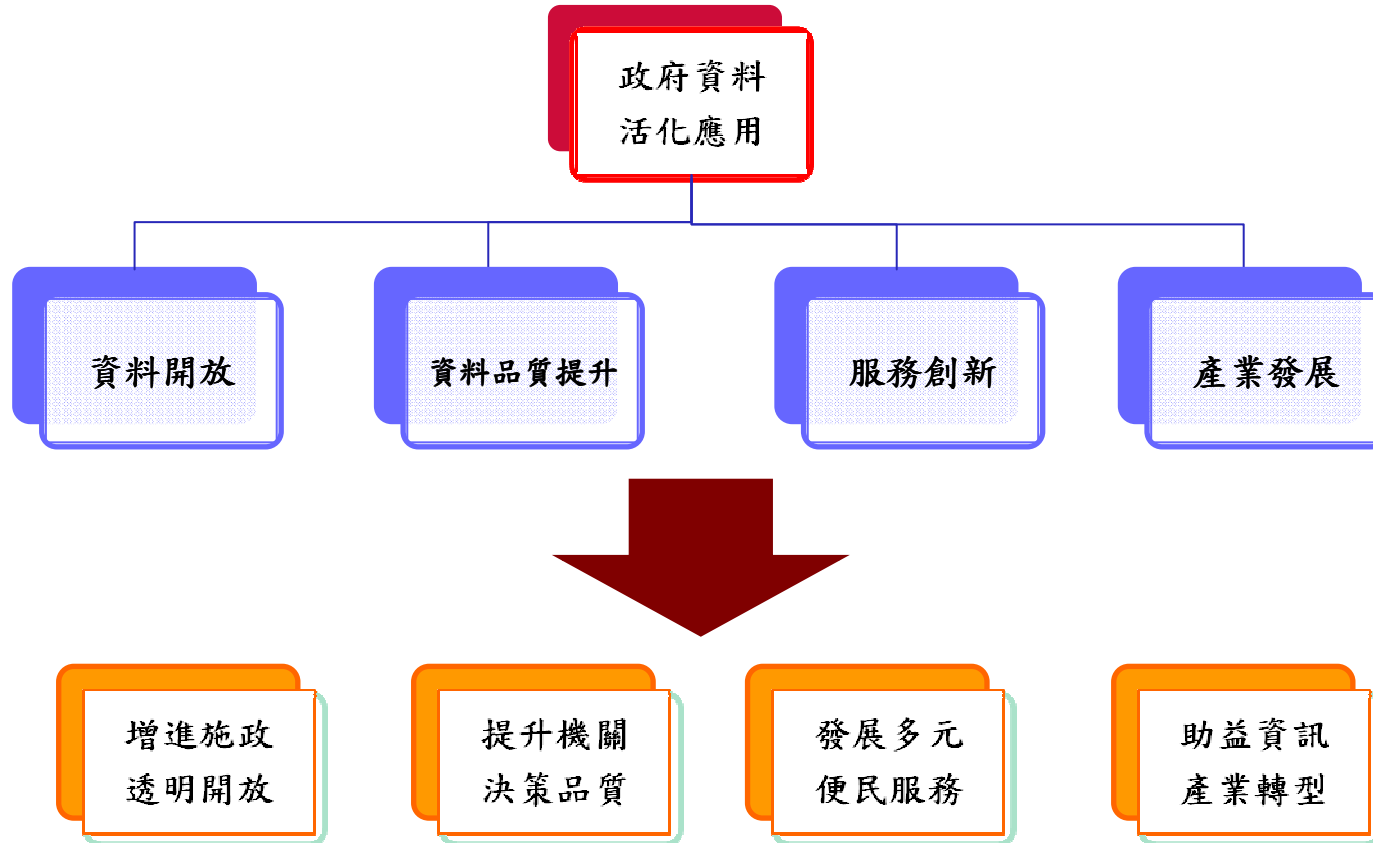 政府資料
活化應用
資料開放
資料品質提升
服務創新
產業發展
增進施政
透明開放
提升機關
決策品質
發展多元
便民服務
助益資訊
產業轉型